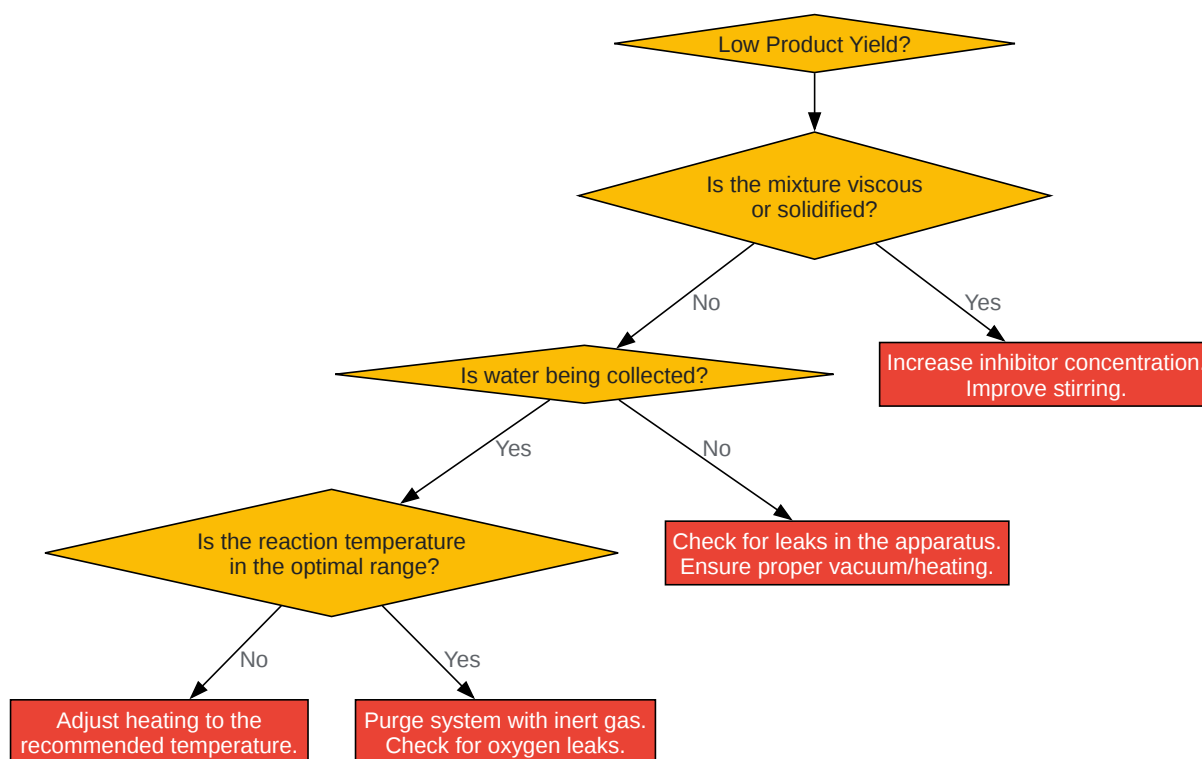 Low Product Yield?
Is the mixture viscous
or solidified?
No
Yes
Is water being collected?
Increase inhibitor concentration.
Improve stirring.
Yes
No
Is the reaction temperature
in the optimal range?
Check for leaks in the apparatus.
Ensure proper vacuum/heating.
No
Yes
Adjust heating to the
recommended temperature.
Purge system with inert gas.
Check for oxygen leaks.